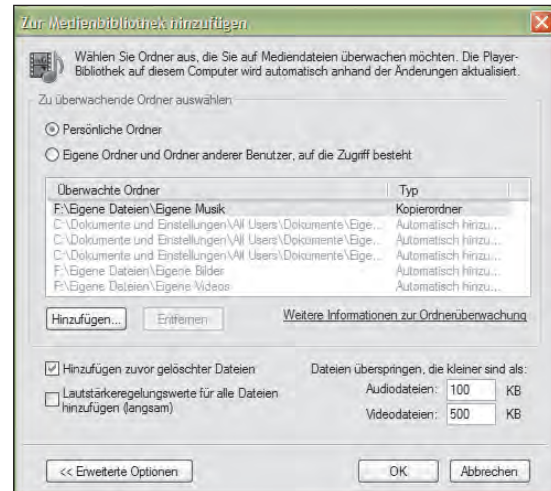 Zur Medienbibliothek hinzufügen
Wählen Sie Ordner aus, die Sie auf Mediendateien überwachen möchten. Die Player-
Bibliothek auf diesem Computer wird automatisch anhand der Änderungen aktualisiert.
Zu überwachende Ordner auswählen
Persönliche Ordner
Eigene Ordner und Ordner anderer Benutzer, auf die Zugriff besteht
Überwachte Ordner Typ
F:\Eigene Dateien\Eigene Musik Kopierordner
C:\Dokumente und Einstellungen\All Users\Dokumente\Eige... Automatisch hinzu...
C:\Dokumente und Einstellungen\All Users\Dokumente\Eige... Automatisch hinzu...
C:\Dokumente und Einstellungen\All Users\Dokumente\Eige... Automatisch hinzu...
F:\Eigene Dateien\Eigene Bilder Automatisch hinzu...
F:\Eigene Dateien\Eigene Videos Automatisch hinzu...
Hinzufügen... Entfernen Weitere Informationen zur Ordnerüberwachung
Hinzufügen zuvor gelöschter Dateien
Lautstärkeregelungswerte für alle Dateien
hinzufügen (langsam)
Dateien überspringen, die kleiner sind als:
Audiodateien: 100 KB
Videodateien: 500 KB
<< Erweiterte Optionen OK Abbrechen